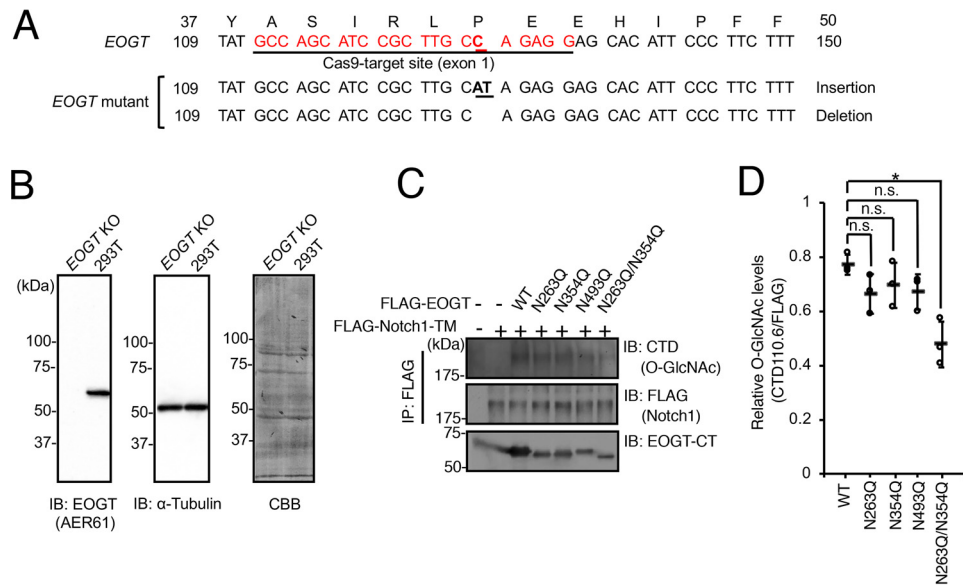 A
37 Y A S I R L P E E H I P F F 50
EOGT 109 TAT GCC AGC ATC CGC TTG CC AGAGG GAG CAC ATT CCC TTC TTT 150
Cas9-target site (exon 1)
EOGT mutant
109 TAT GCC AGC ATC CGC TTG CAT A GAG GAG CAC ATT CCC TTC TTT Insertion
109 TAT GCC AGC ATC CGC TTG C A GAG GAG CAC ATT CCC TTC TTT Deletion
B
EOGT KO
293T
EOGT KO
293T
EOGT KO
293T
(kDa)
100-
75-
50-
37-
100-
75-
50-
37-
100-
75-
50-
37-
IB: EOGT
(AER61)
IB: α-Tubulin
CBB
C
FLAG-EOGT - - WT N263Q N354Q N493Q N263Q/N354Q
FLAG-Notch1-TM - + + + + + +
(kDa)
IP: FLAG
175-
IB: CTD
(O-GlcNAc)
175-
IB: FLAG
(Notch1)
75-
50-
IB: EOGT-CT
D
*
n.s.
n.s.
n.s.
Relative O-GlcNAc levels
(CTD110.6/FLAG)
1
0.8
0.6
0.4
0.2
0
WT
N263Q
N354Q
N493Q
N263Q/N354Q